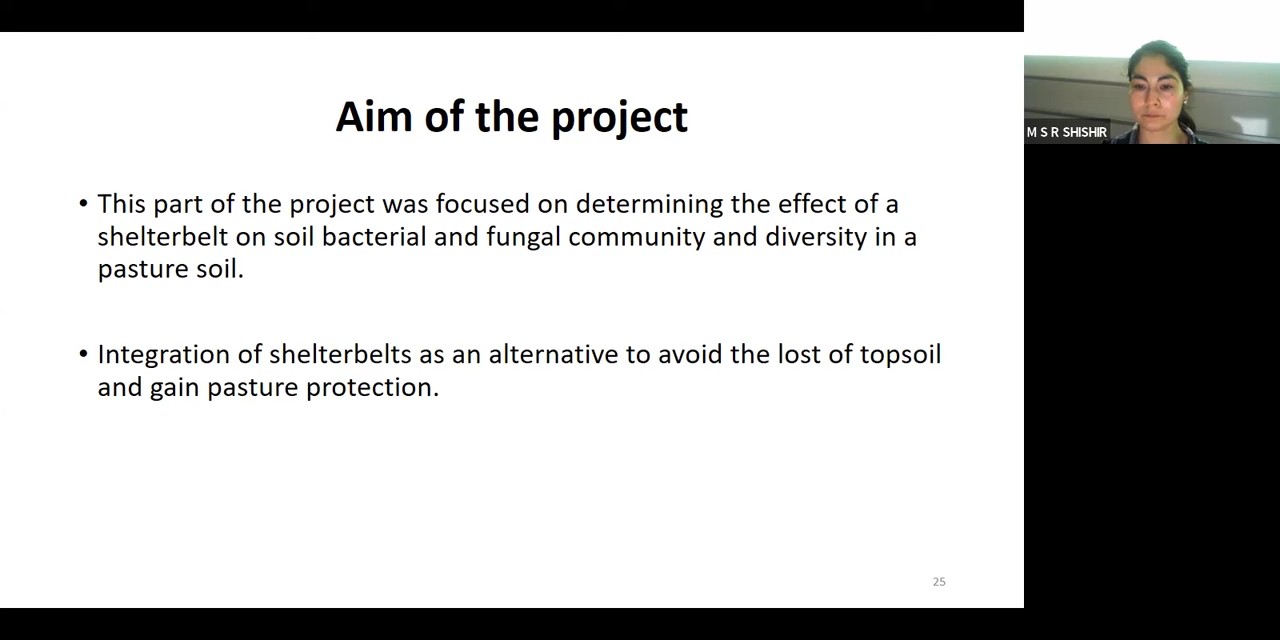 Aim of the project
• This part of the project was focused on determining the effect of a
shelterbelt on soil bacterial and fungal community and diversity in a
pasture soil.
• Integration of shelterbelts as an alternative to avoid the lost of topsoil
and gain pasture protection.
25
M S R SHISHIR